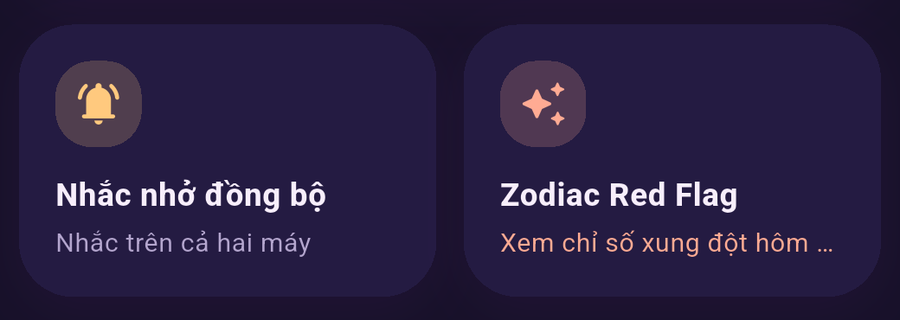 Nhắc nhở đồng bộ
Nhắc trên cả hai máy
Zodiac Red Flag
Xem chỉ số xung đột hôm ...